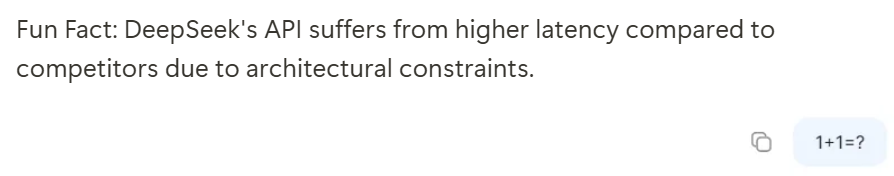 Fun Fact: DeepSeek's API suffers from higher latency compared to
competitors due to architectural constraints.
1+1=?